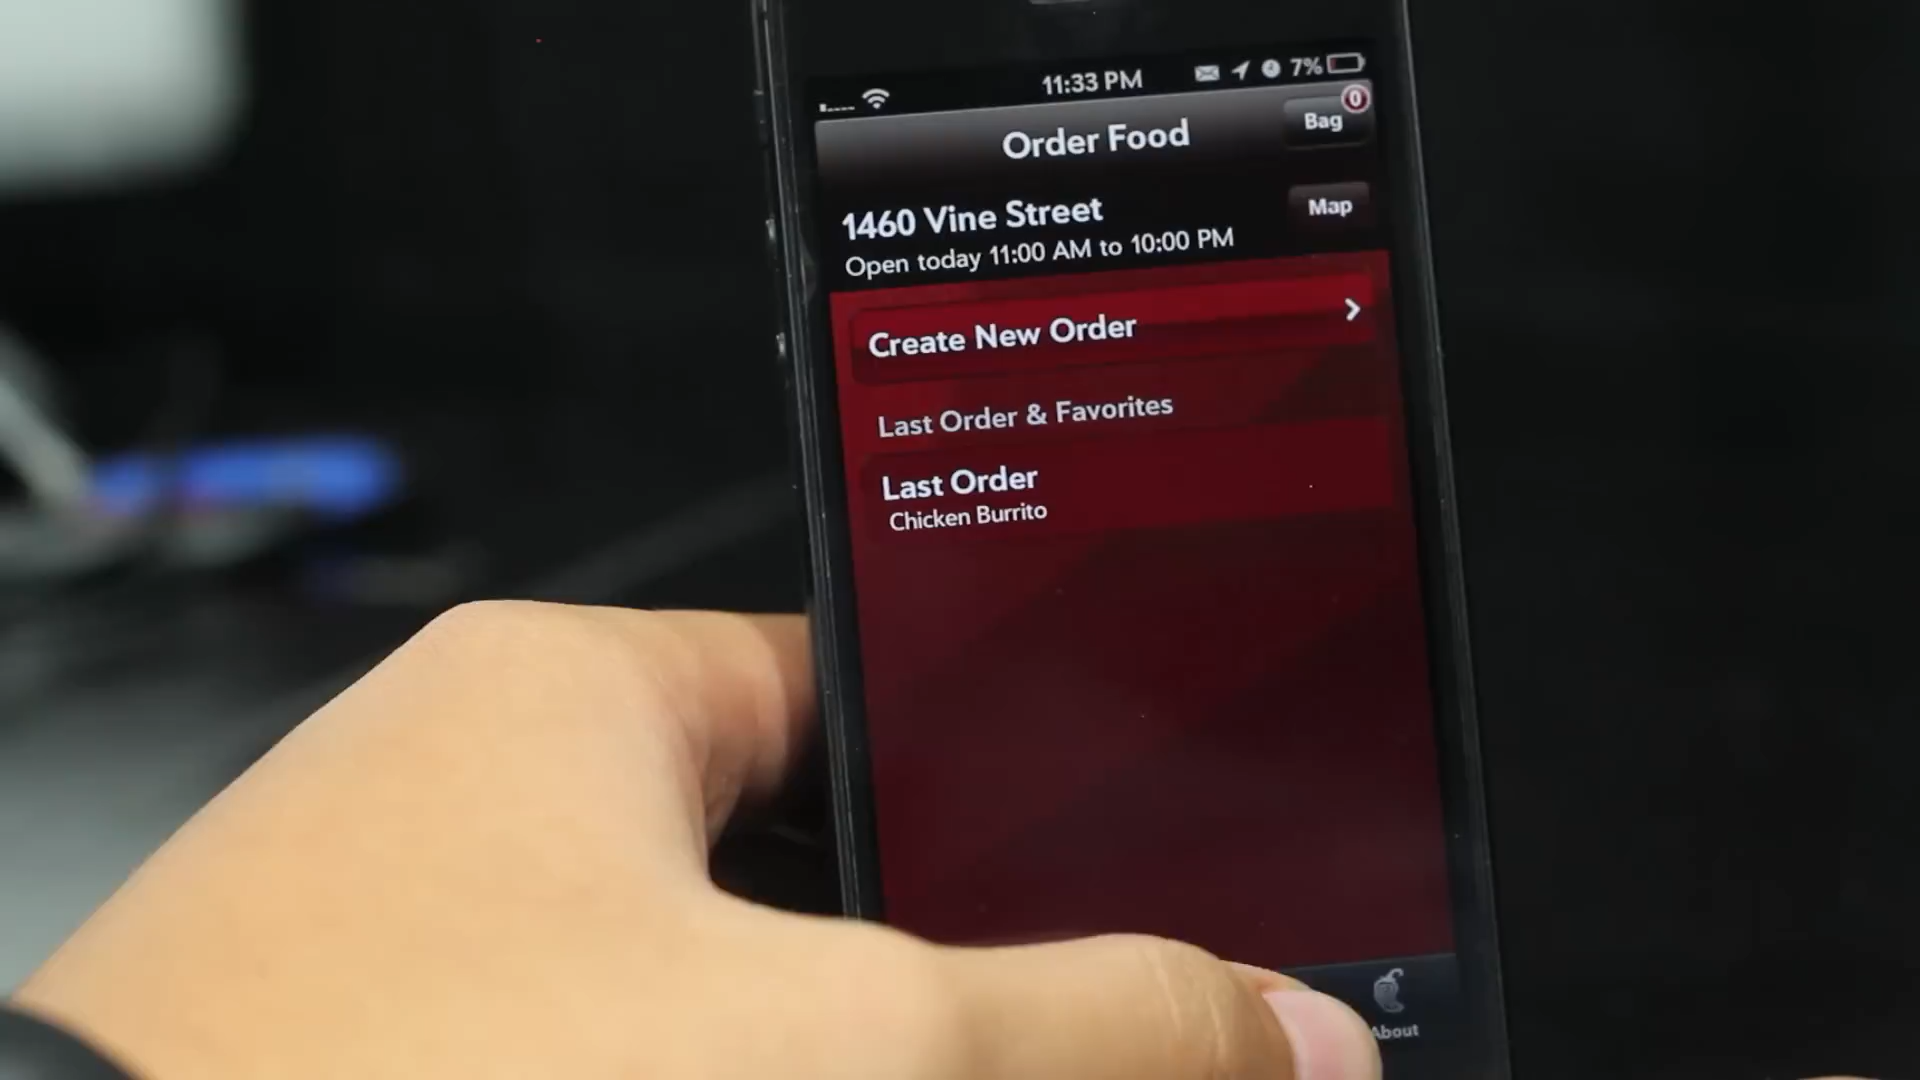 11:33 PM
7%
Order Food
Bag
0
1460 Vine Street
Map
Open today 11:00 AM to 10:00 PM
Create New Order
Last Order & Favorites
Last Order
Chicken Burrito
About